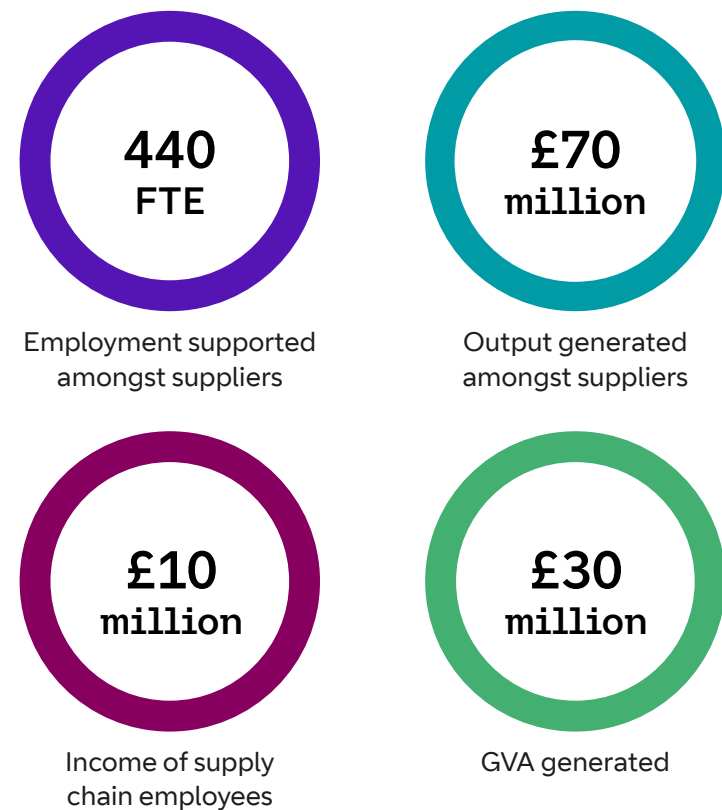 440
FTE
Employment supported
amongst suppliers
£70
million
Output generated
amongst suppliers
£10
million
Income of supply
chain employees
£30
million
GVA generated